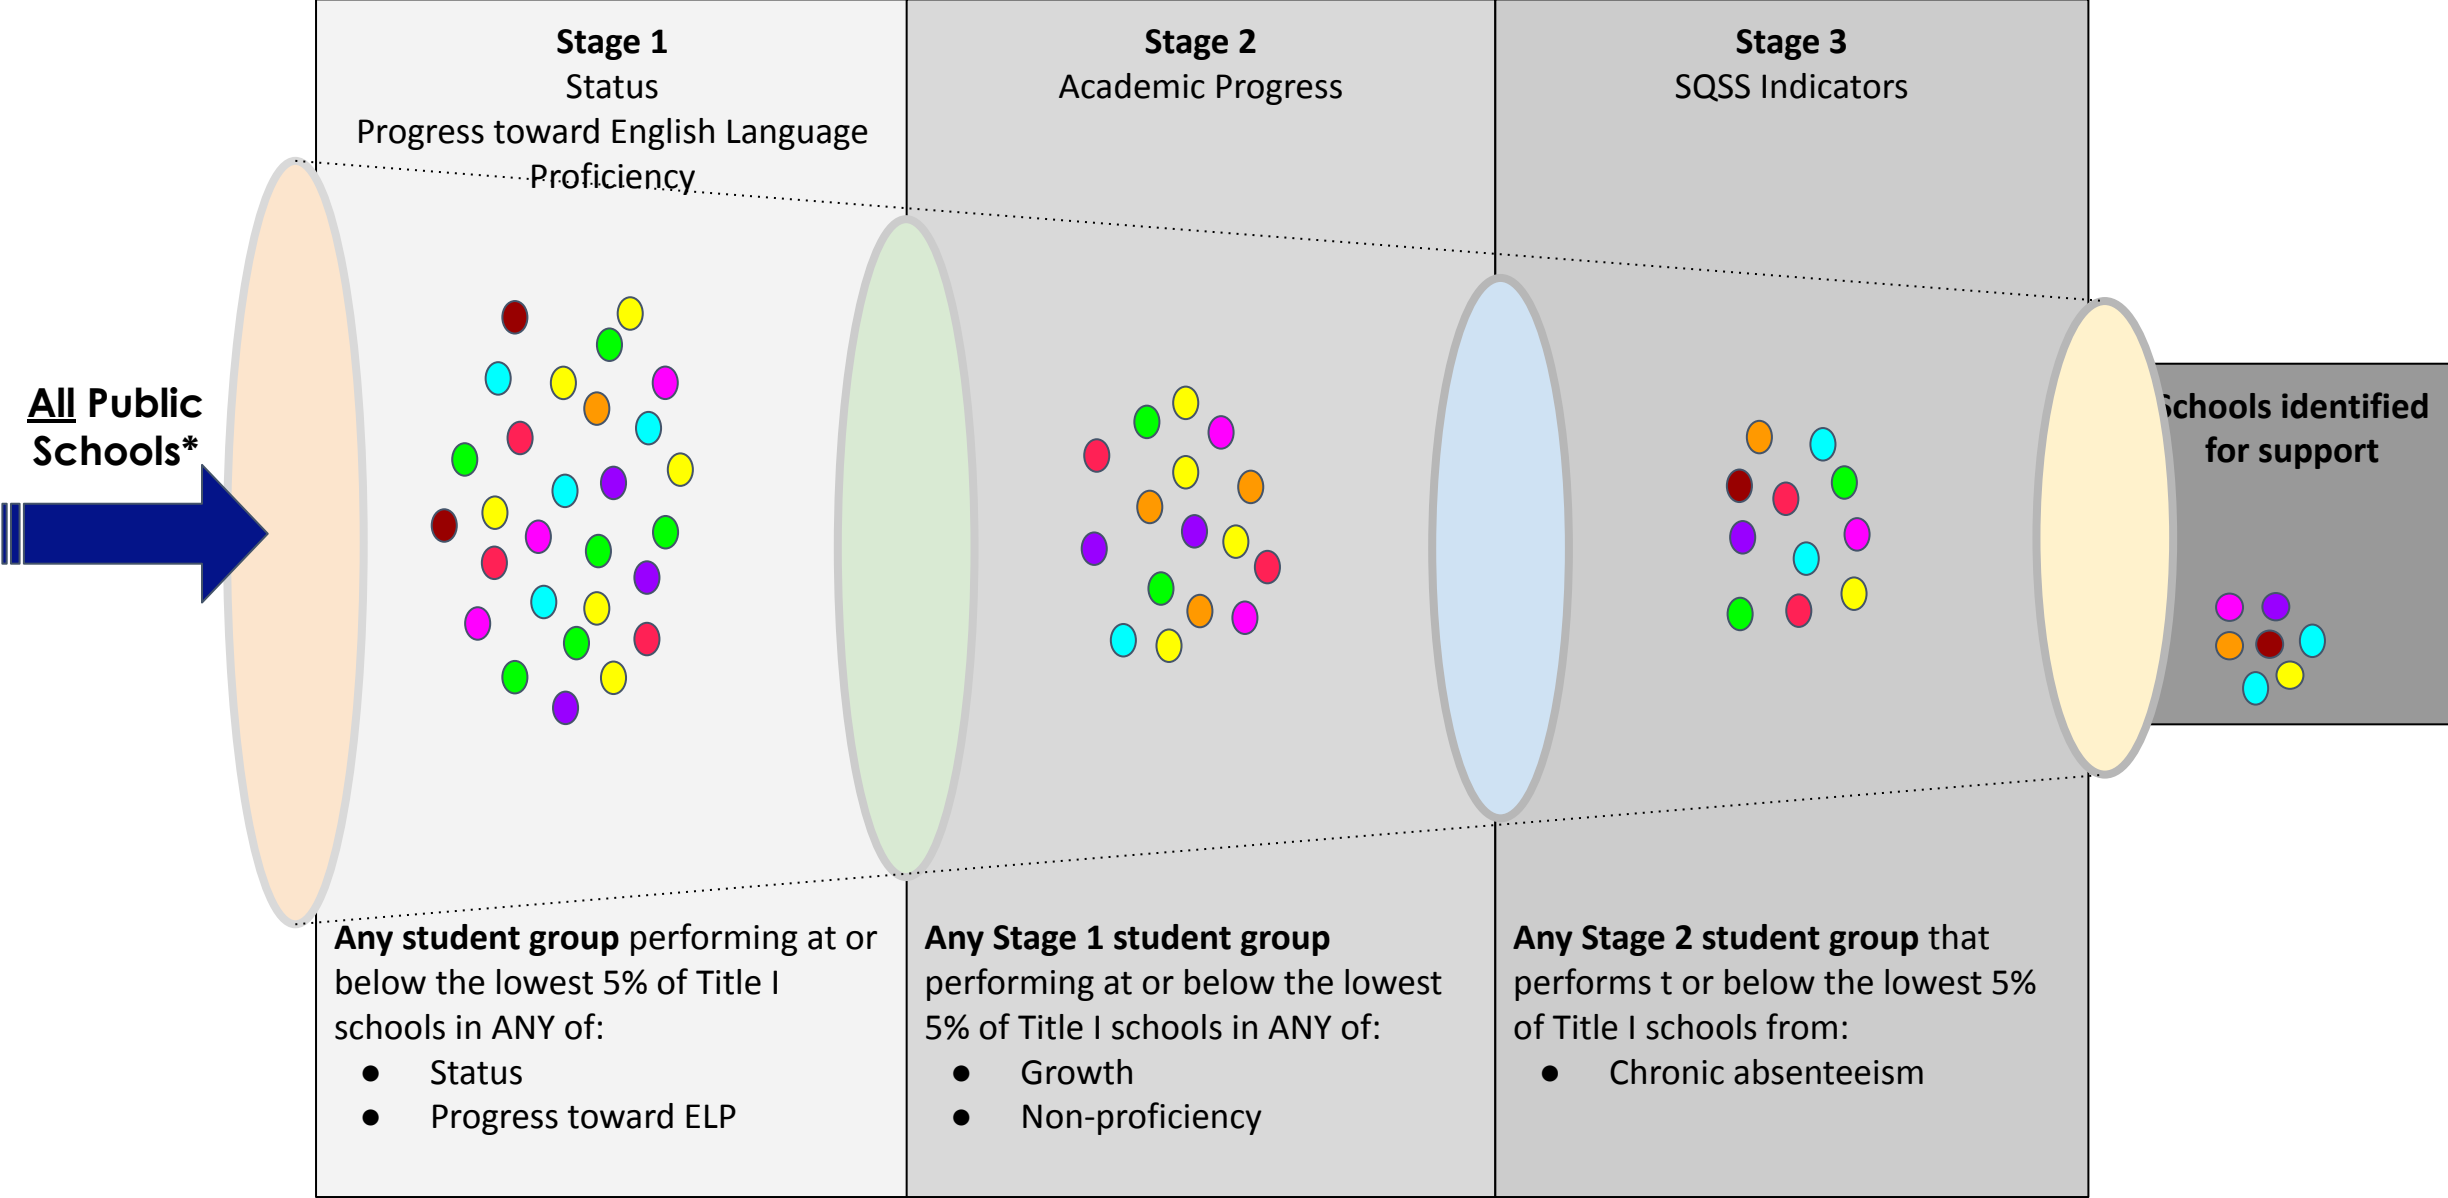 All Public
Schools*
Stage 1
Status
Progress toward English Language
Proficiency
Any student group performing at or
below the lowest 5% of Title I
schools in ANY of:
● Status
● Progress toward ELP
Stage 2
Academic Progress
Any Stage 1 student group
performing at or below the lowest
5% of Title I schools in ANY of:
● Growth
● Non-proficiency
Stage 3
SQSS Indicators
Any Stage 2 student group that
performs t or below the lowest 5%
of Title I schools from:
● Chronic absenteeism
Schools identified
for support